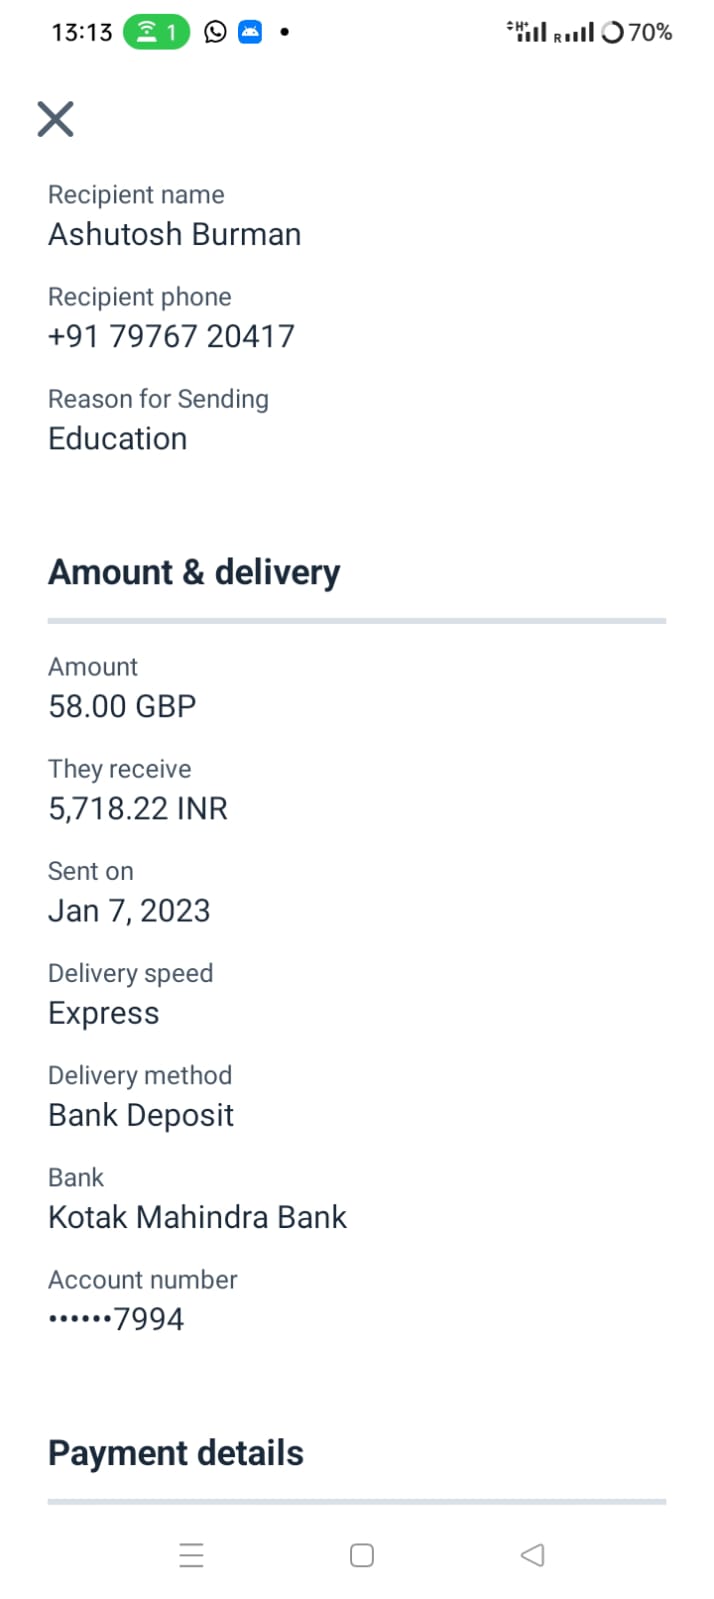 13:13
1
H+
R
70%
Recipient name
Ashutosh Burman
Recipient phone
+91 79767 20417
Reason for Sending
Education
Amount & delivery
Amount
58.00 GBP
They receive
5,718.22 INR
Sent on
Jan 7, 2023
Delivery speed
Express
Delivery method
Bank Deposit
Bank
Kotak Mahindra Bank
Account number
••••••7994
Payment details